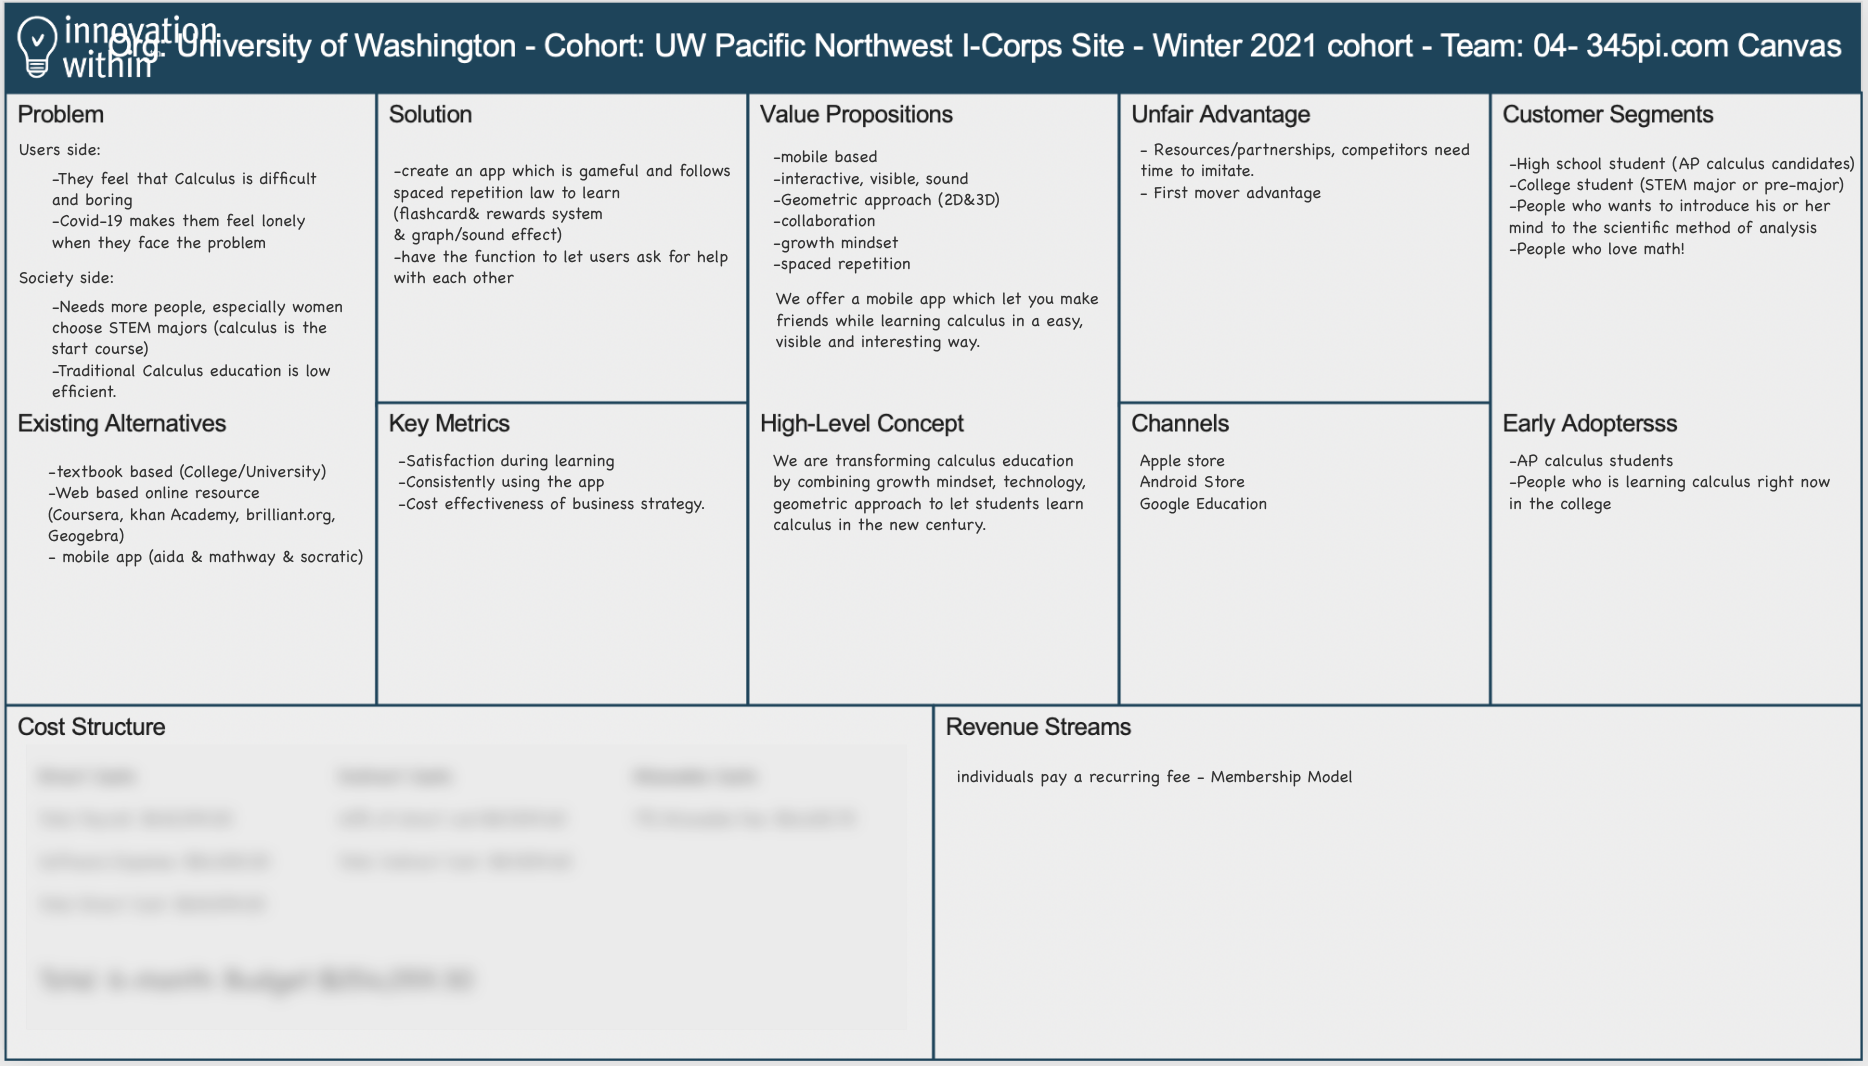 innovation
within
Org: University of Washington - Cohort: UW Pacific Northwest I-Corps Site - Winter 2021 cohort - Team: 04- 345pi.com Canvas
Problem
Users side:
-They feel that Calculus is difficult
and boring
-Covid-19 makes them feel lonely
when they face the problem
Society side:
-Needs more people, especially women
choose STEM majors (calculus is the
start course)
-Traditional Calculus education is low
efficient.
Existing Alternatives
-textbook based (College/University)
-Web based online resource
(Coursera, khan Academy, brilliant.org,
Geogebra)
- mobile app (aida & mathway & socratic)
Solution
-create an app which is gameful and follows
spaced repetition law to learn
(flashcard& rewards system
& graph/sound effect)
-have the function to let users ask for help
with each other
Key Metrics
-Satisfaction during learning
-Consistently using the app
-Cost effectiveness of business strategy.
Value Propositions
-mobile based
-interactive, visible, sound
-Geometric approach (2D&3D)
-collaboration
-growth mindset
-spaced repetition
We offer a mobile app which let you make
friends while learning calculus in a easy,
visible and interesting way.
High-Level Concept
We are transforming calculus education
by combining growth mindset, technology,
geometric approach to let students learn
calculus in the new century.
Unfair Advantage
- Resources/partnerships, competitors need
time to imitate.
- First mover advantage
Channels
Apple store
Android Store
Google Education
Customer Segments
-High school student (AP calculus candidates)
-College student (STEM major or pre-major)
-People who wants to introduce his or her
mind to the scientific method of analysis
-People who love math!
Early Adoptersss
-AP calculus students
-People who is learning calculus right now
in the college
Cost Structure
Revenue Streams
individuals pay a recurring fee - Membership Model